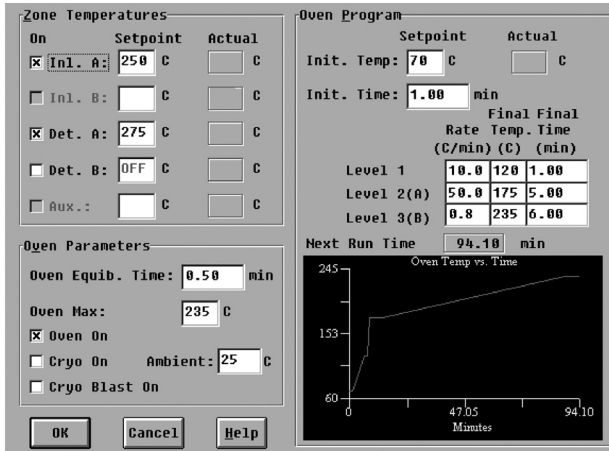 Zone Temperatures
On Setpoint Actual
Inl. A: 250 C C
Inl. B: C C
Det. A: 275 C C
Det. B: OFF C C
Aux.: C C
Oven Parameters
Oven Equib. Time: 0.50 min
Oven Max: 235 C
Oven On
Cryo On Ambient: 25 C
Cryo Blast On
OK Cancel Help
Oven Program
Setpoint Actual
Init. Temp: 70 C C
Init. Time: 1.00 min
Final Final
Rate Temp. Time
(C/min) (C) (min)
Level 1 10.0 120 1.00
Level 2(A) 50.0 175 5.00
Level 3(B) 0.8 235 6.00
Next Run Time 94.10 min
Oven Temp vs. Time
245
153
60
0 47.05 94.10
Minutes